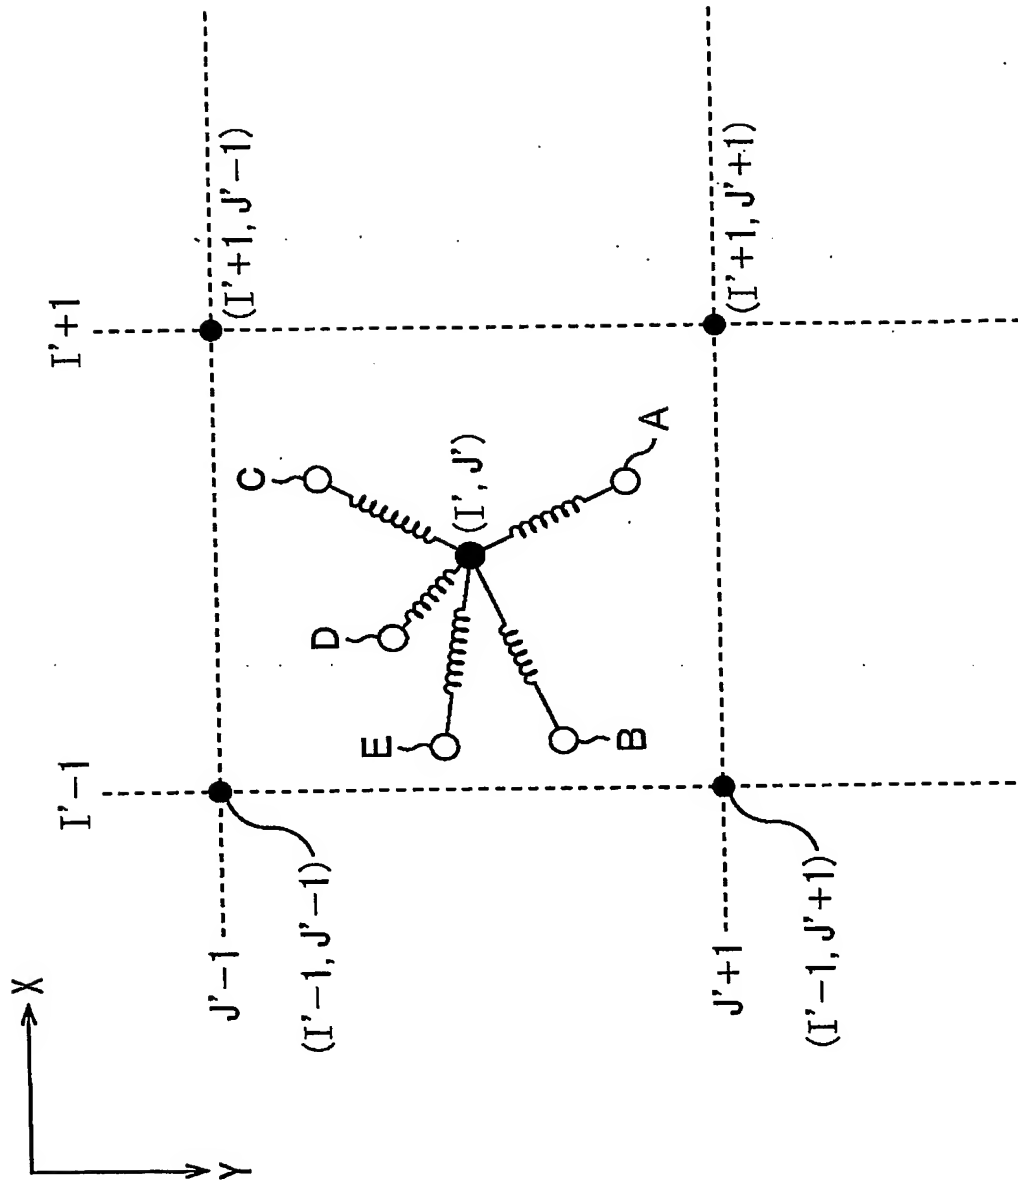 X
I'−1
I'+1
Y
J'−1
(I'+1, J'−1)
C
(I'−1, J'−1)
D
E
(I', J')
B
A
J'+1
(I'+1, J'+1)
(I'−1, J'+1)